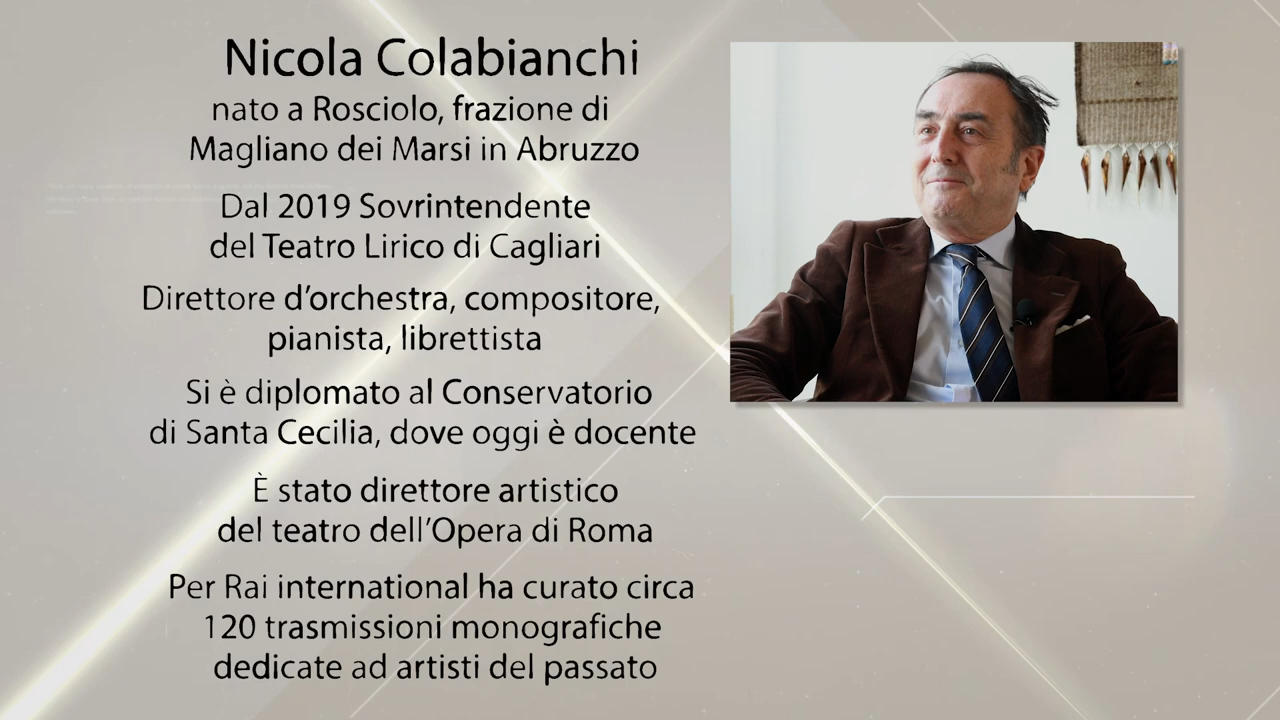 Nicola Colabianchi
nato a Rosciolo, frazione di
Magliano dei Marsi in Abruzzo
Dal 2019 Sovrintendente
del Teatro Lirico di Cagliari
Direttore d'orchestra, compositore,
pianista, librettista
Si è diplomato al Conservatorio
di Santa Cecilia, dove oggi è docente
È stato direttore artistico
del teatro dell'Opera di Roma
Per Rai international ha curato circa
120 trasmissioni monografiche
dedicate ad artisti del passato